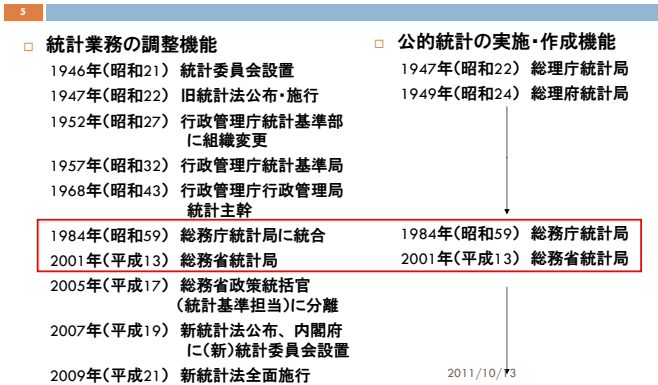 5
□ 統計業務の調整機能
1946年(昭和21) 統計委員会設置
1947年(昭和22) 旧統計法公布・施行
1952年(昭和27) 行政管理庁統計基準部
に組織変更
1957年(昭和32) 行政管理庁統計基準局
1968年(昭和43) 行政管理庁行政管理局
統計主幹
1984年(昭和59) 総務庁統計局に統合
2001年(平成13) 総務省統計局
2005年(平成17) 総務省政策統括官
(統計基準担当)に分離
2007年(平成19) 新統計法公布、内閣府
に(新)統計委員会設置
2009年(平成21) 新統計法全面施行
□ 公的統計の実施・作成機能
1947年(昭和22) 総理庁統計局
1949年(昭和24) 総理府統計局
1984年(昭和59) 総務庁統計局
2001年(平成13) 総務省統計局
2011/10/13